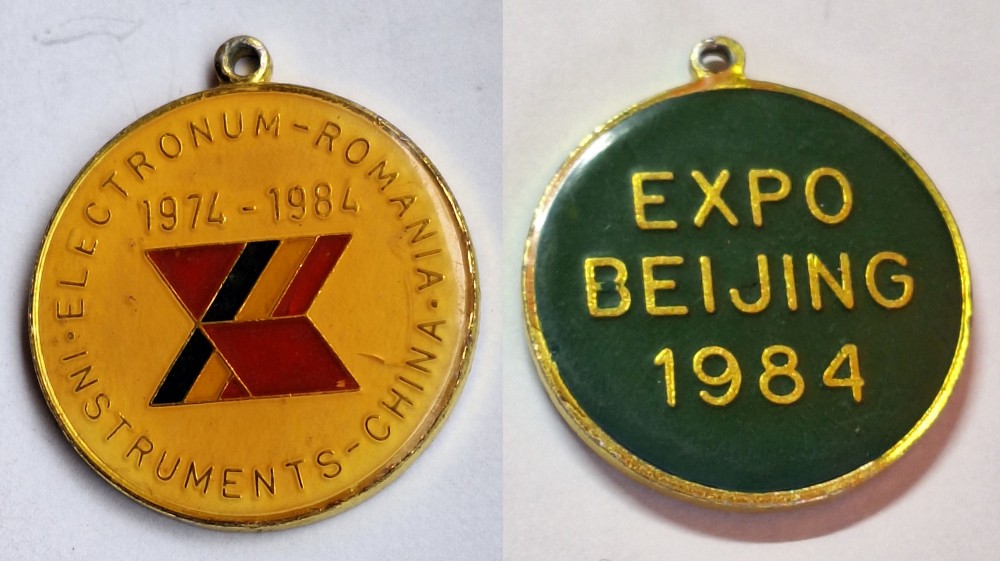 ·ELECTRONUM-ROMANIA·
1974-1984
INSTRUMENTS-CHINA
EXPO
BEIJING
1984